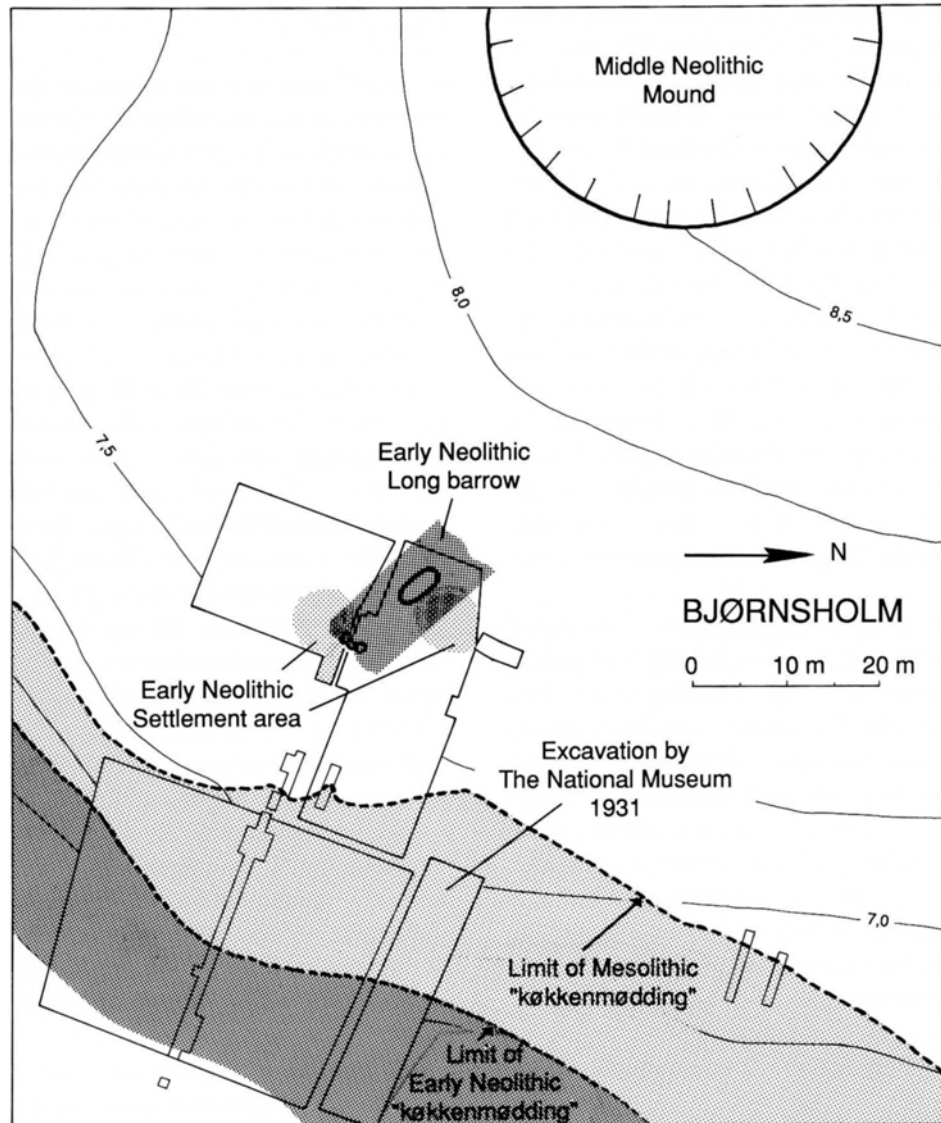 Middle Neolithic
Mound
8,0
8,5
7,5
Early Neolithic
Long barrow
N
BJØRNSHOLM
0 10 m 20 m
Early Neolithic
Settlement area
Excavation by
The National Museum
1931
7,0
Limit of Mesolithic
"køkkenmødding"
Limit of
Early Neolithic
"køkkenmødding"